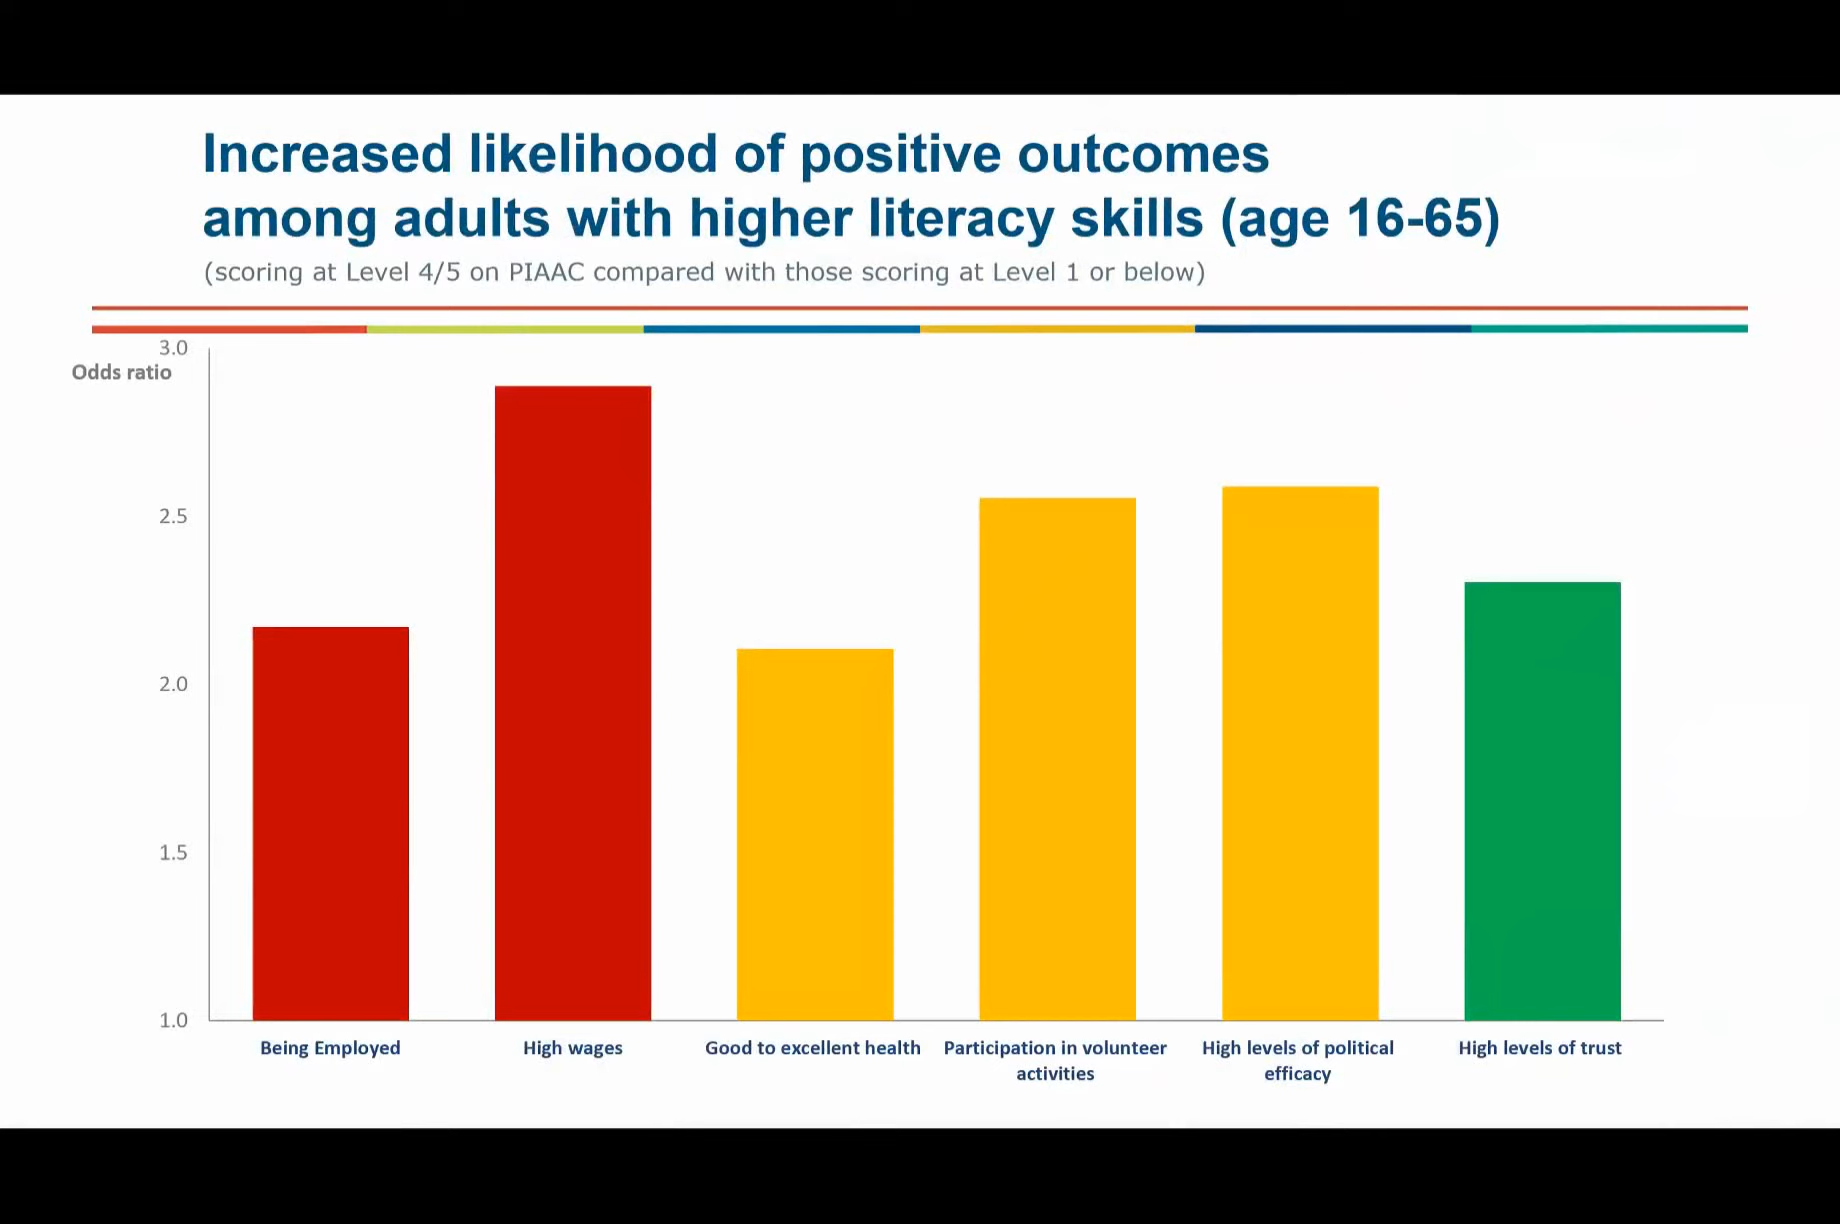 Increased likelihood of positive outcomes
among adults with higher literacy skills (age 16-65)
(scoring at Level 4/5 on PIAAC compared with those scoring at Level 1 or below)
3.0
Odds ratio
2.5
2.0
1.5
1.0
Being Employed
High wages
Good to excellent health
Participation in volunteer
activities
High levels of political
efficacy
High levels of trust